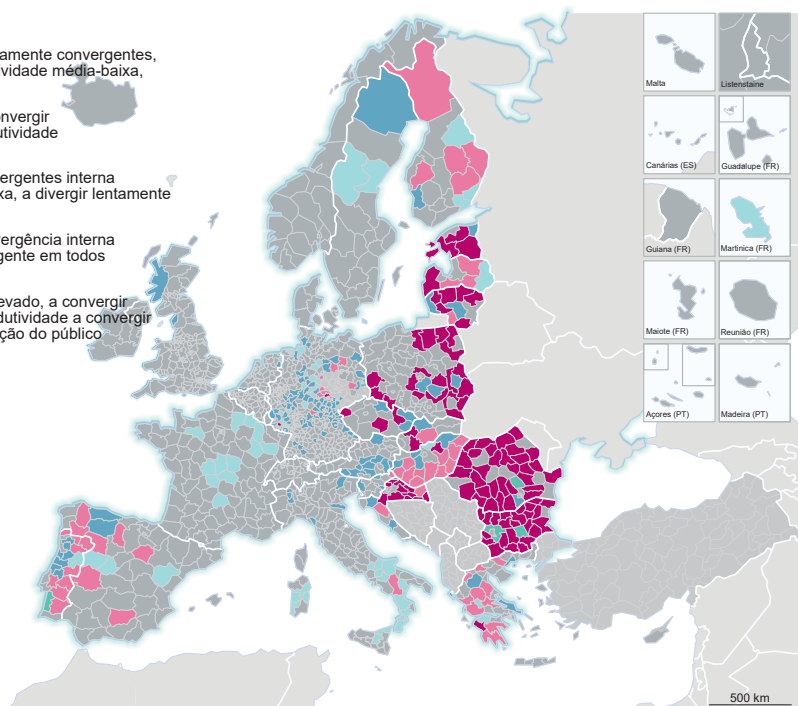 amente convergentes,
ividade média-baixa,
onvergir
utividade
ergentes interna
xa, a divergir lentamente
vergência interna
gente em todos
evado, a convergir
dutividade a convergir
ção do público
Malta
Listenstaine
Canárias (ES)
Guadalupe (FR)
Guiana (FR)
Martinica (FR)
Maiote (FR)
Reunião (FR)
Açores (PT)
Madeira (PT)
500 km